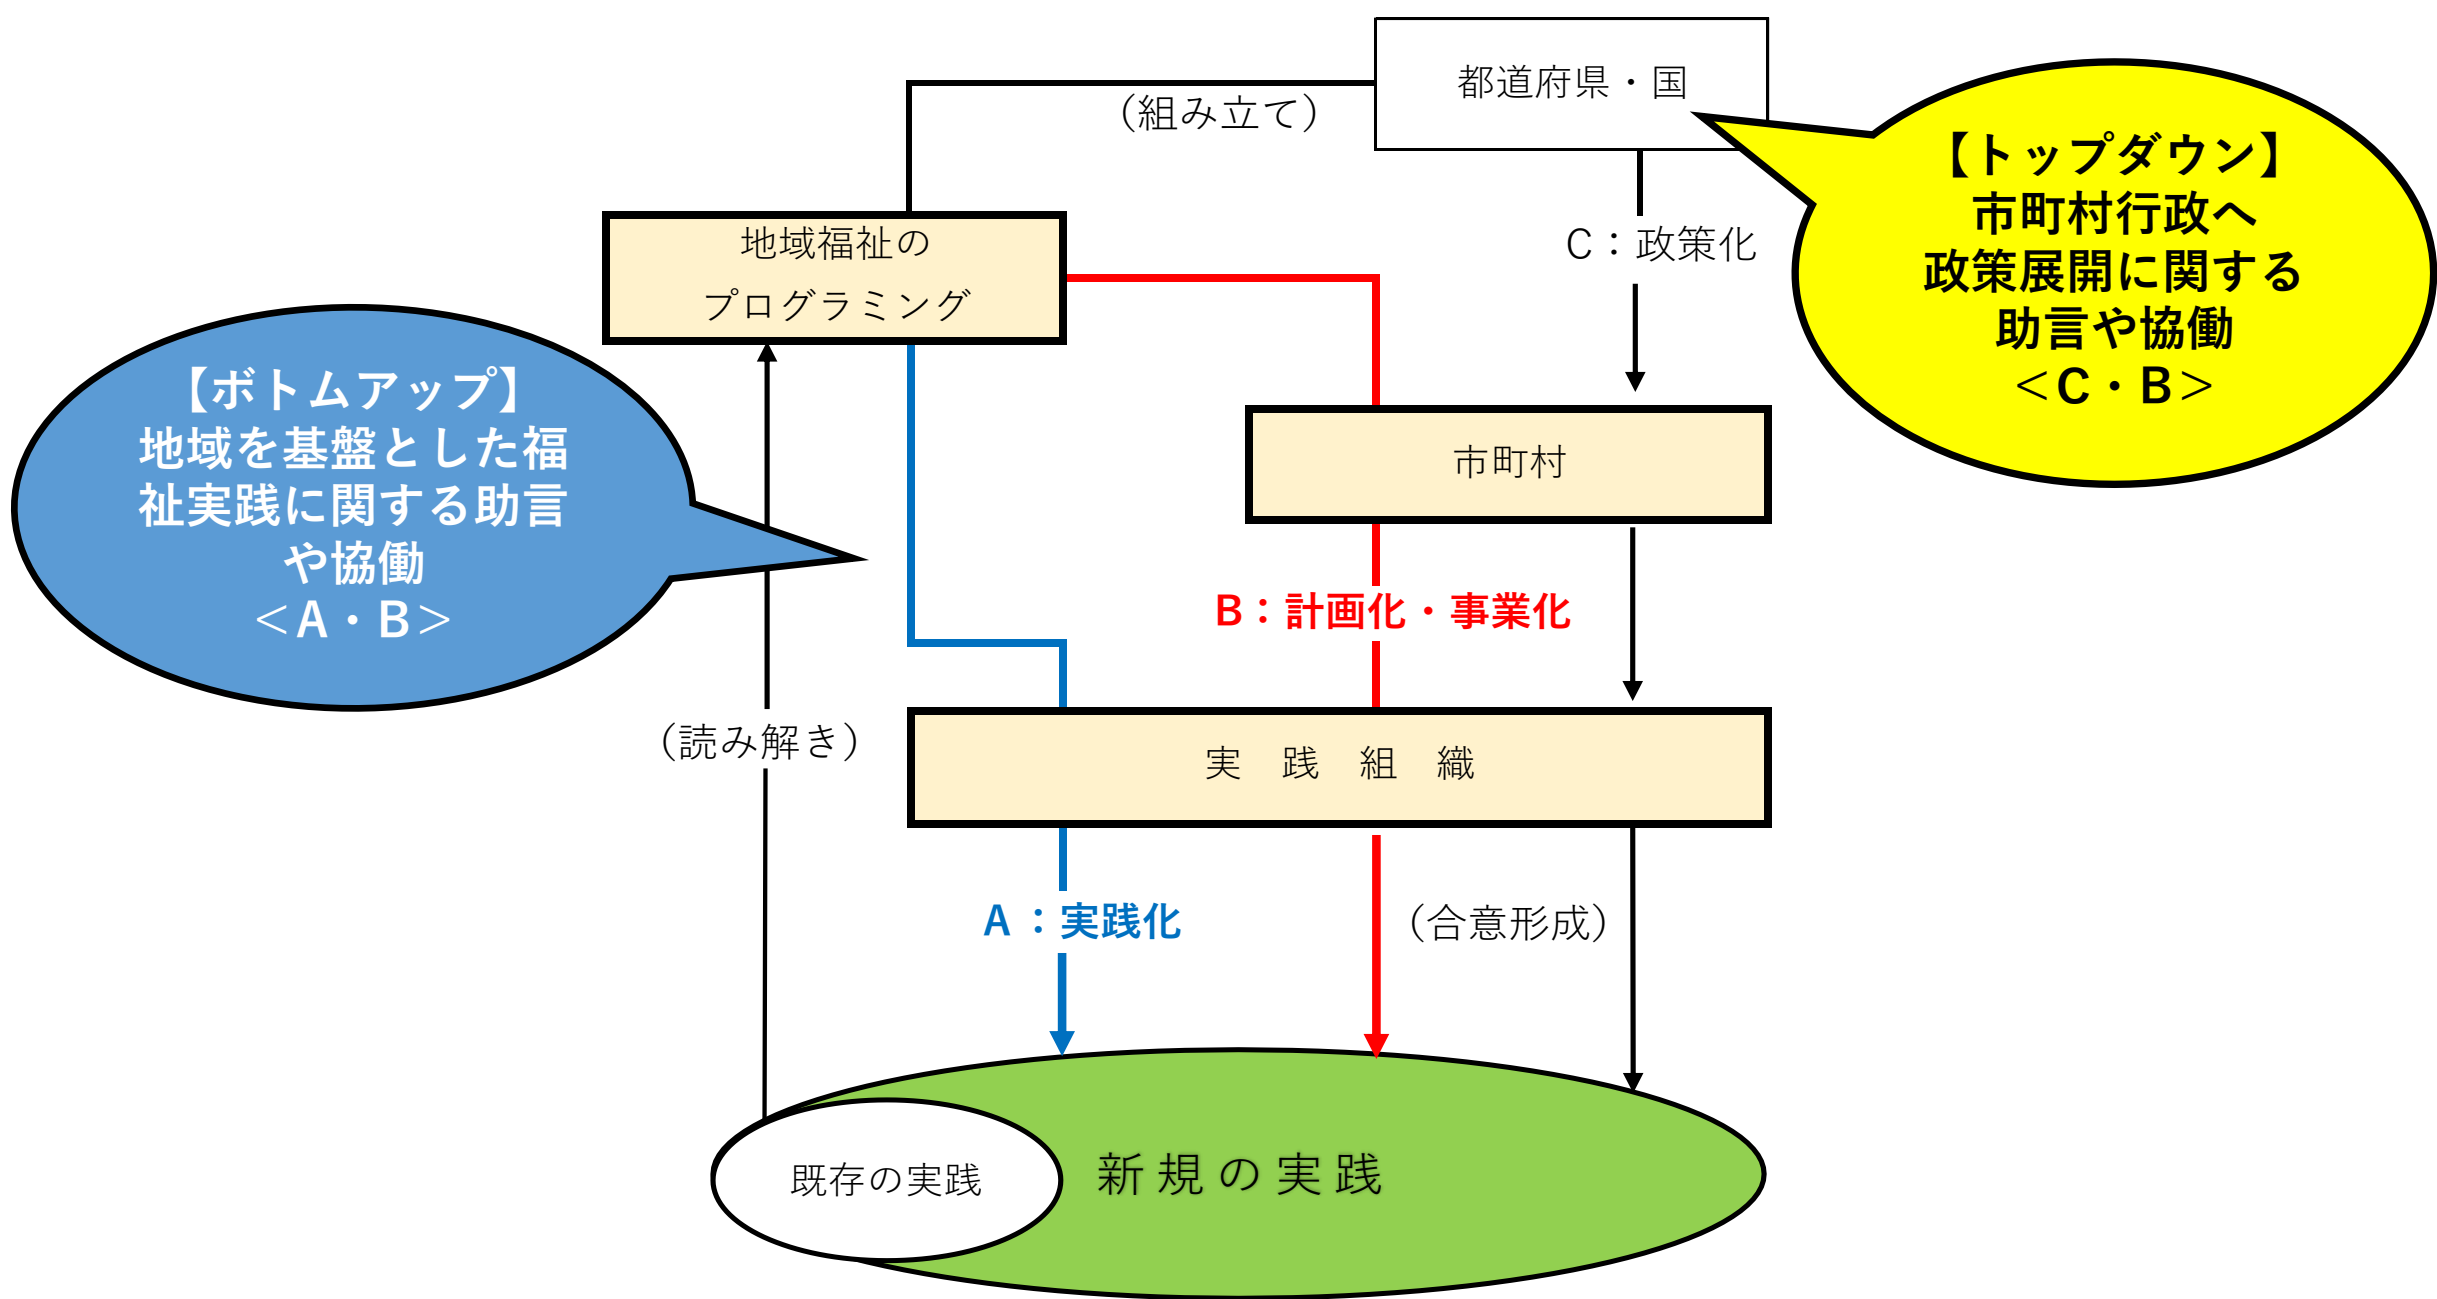 都道府県・国
（組み立て）
【トップダウン】
市町村行政へ
政策展開に関する
助言や協働
＜C・B＞
地域福祉の
プログラミング
C：政策化
【ボトムアップ】
地域を基盤とした福
祉実践に関する助言
や協働
＜A・B＞
市町村
B：計画化・事業化
（読み解き）
実　践　組　織
A：実践化
（合意形成）
既存の実践
新規の実践